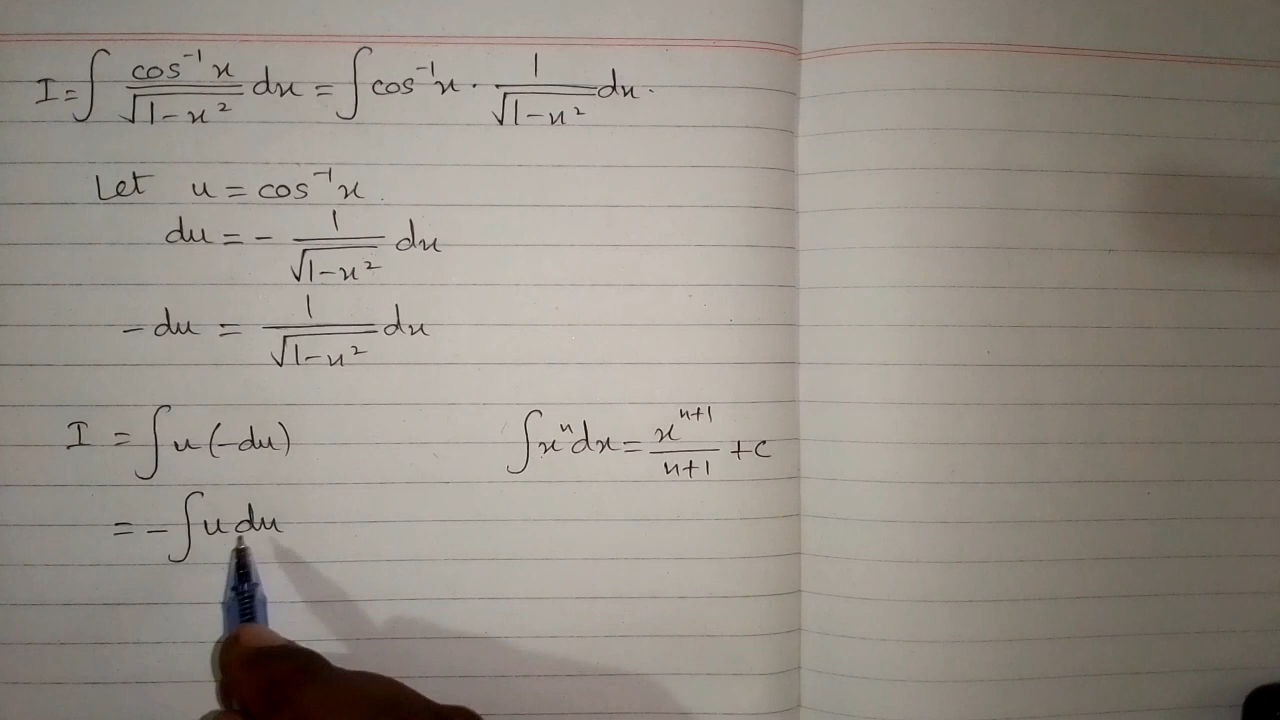 I = ∫ cos⁻¹x / √(1-x²) dx = ∫ cos⁻¹x · 1/√(1-x²) dx.
Let u = cos⁻¹x.
du = - 1/√(1-x²) dx
-du = 1/√(1-x²) dx
I = ∫ u (-du) ∫ xⁿ dx = xⁿ⁺¹/(n+1) + c
= - ∫ u du